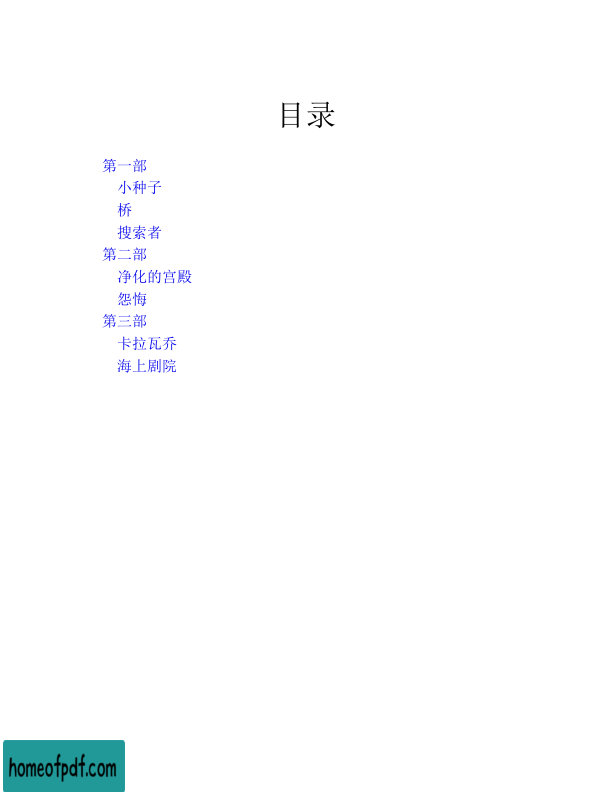 目录
第一部
小种子
桥
搜索者
第二部
净化的宫殿
怨悔
第三部
卡拉瓦乔
海上剧院
homeofpdf.com